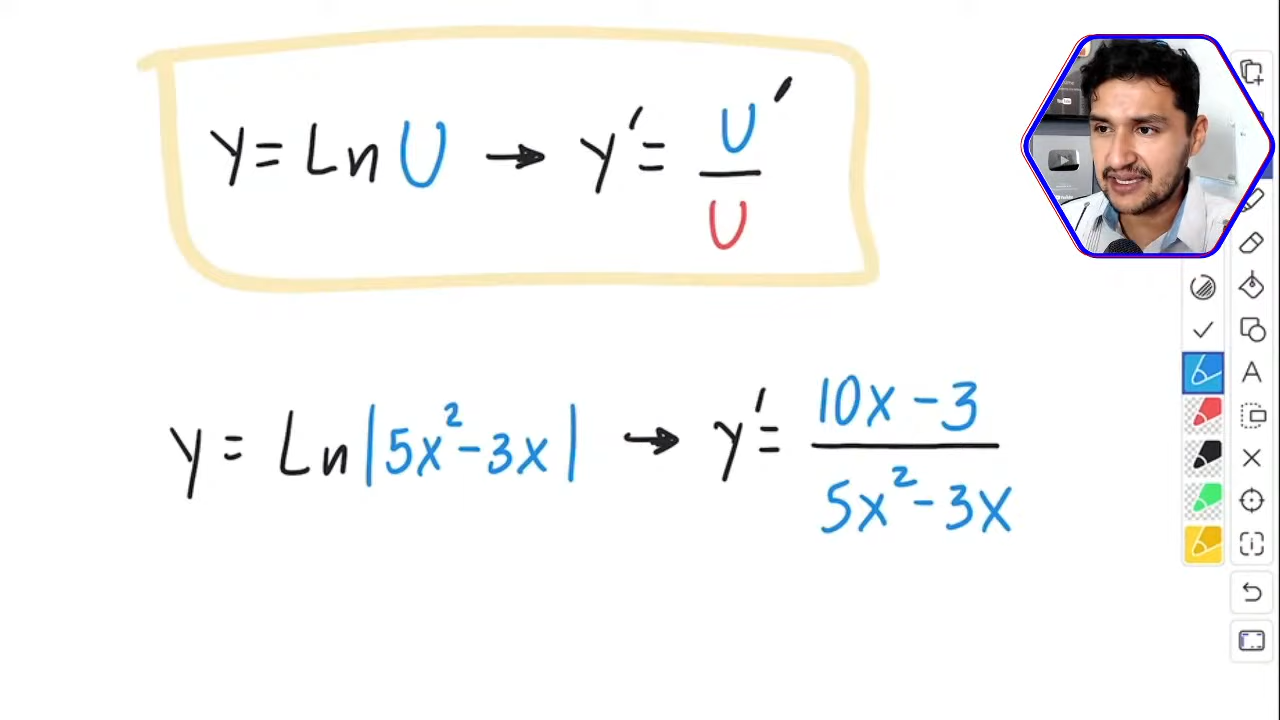 y = Ln U → y' = U' / U
y = Ln |5x² - 3x| → y' = 10x - 3 / 5x² - 3x